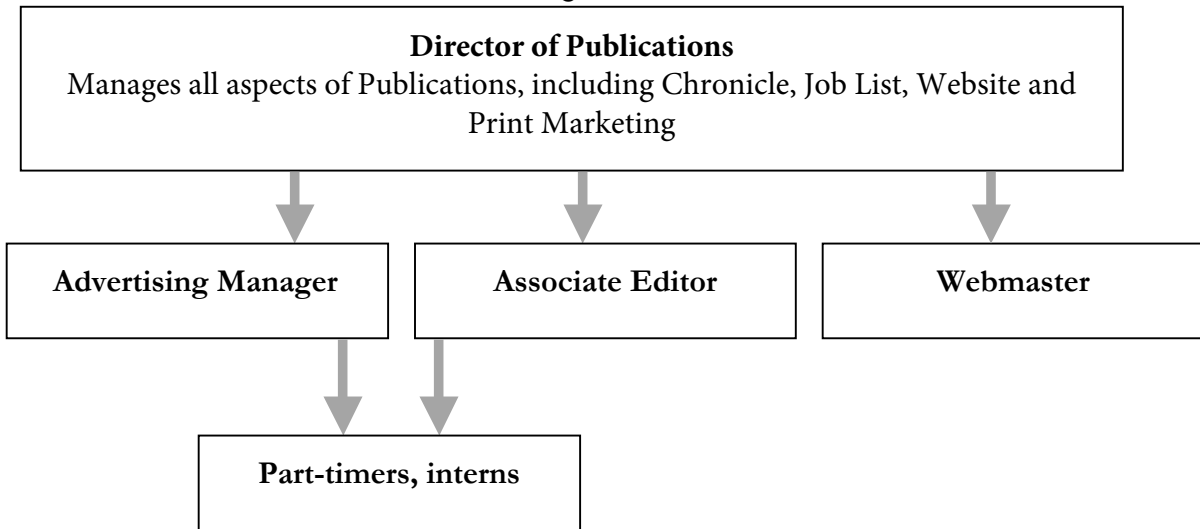 Director of Publications
Manages all aspects of Publications, including Chronicle, Job List, Website and
Print Marketing
Advertising Manager
Associate Editor
Webmaster
Part-timers, interns